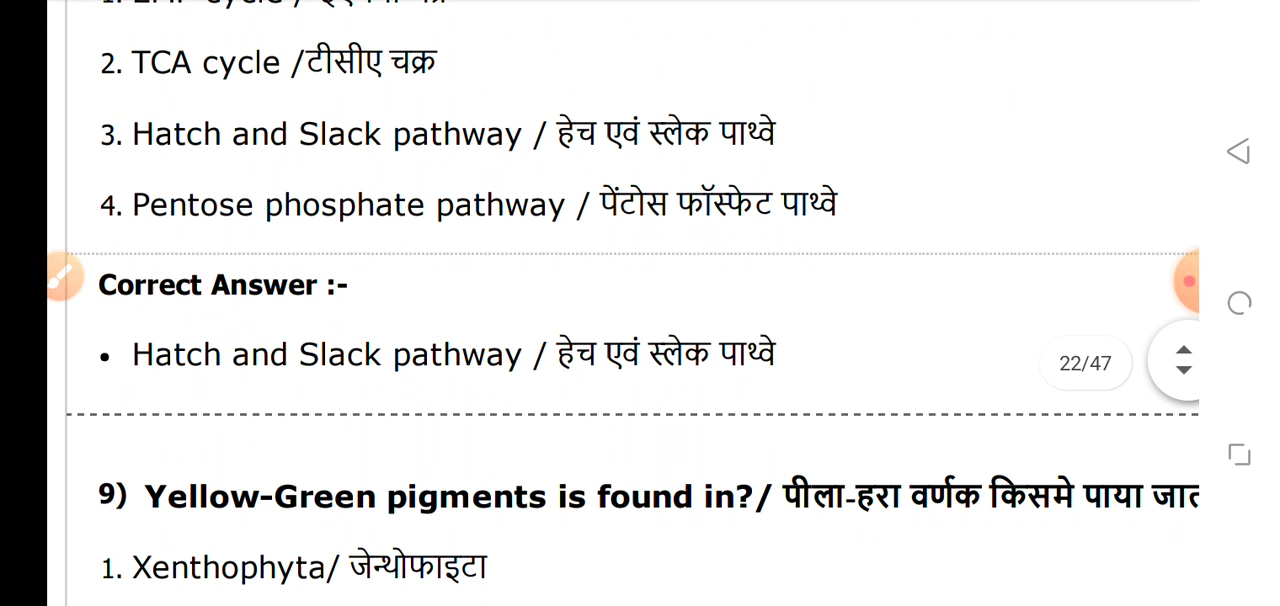 2. TCA cycle /टीसीए चक्र
3. Hatch and Slack pathway / हेच एवं स्लेक पाथ्वे
4. Pentose phosphate pathway / पेंटोस फॉस्फेट पाथ्वे
Correct Answer :-
• Hatch and Slack pathway / हेच एवं स्लेक पाथ्वे
22/47
9) Yellow-Green pigments is found in?/ पीला-हरा वर्णक किसमे पाया
1. Xenthophyta/ जेन्थोफाइटा